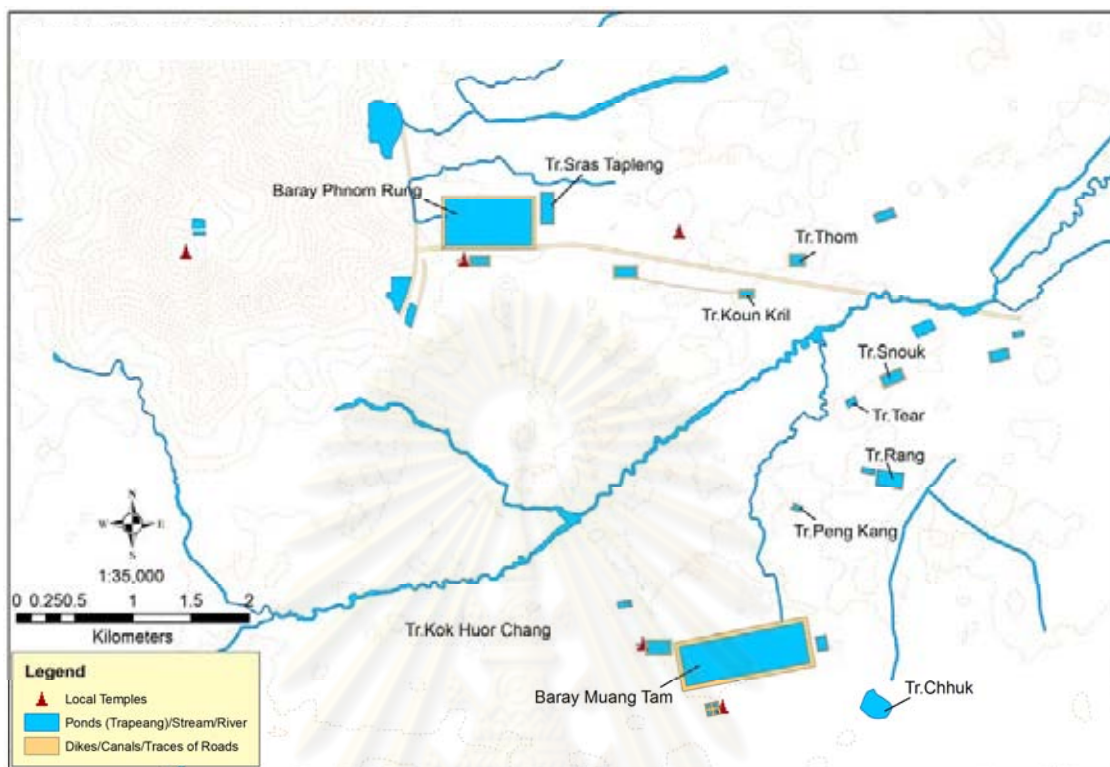 Tr.Sras Tapleng
Baray Phnom Rung
Tr.Thom
Tr.Koun Kril
Tr.Snouk
Tr.Tear
Tr.Rang
Tr.Peng Kang
N
W E
S
1:35,000
0 0.25 0.5 1 1.5 2
Kilometers
Tr.Kok Huor Chang
Baray Muang Tam
Tr.Chhuk
Legend
Local Temples
Ponds (Trapeang)/Stream/River
Dikes/Canals/Traces of Roads